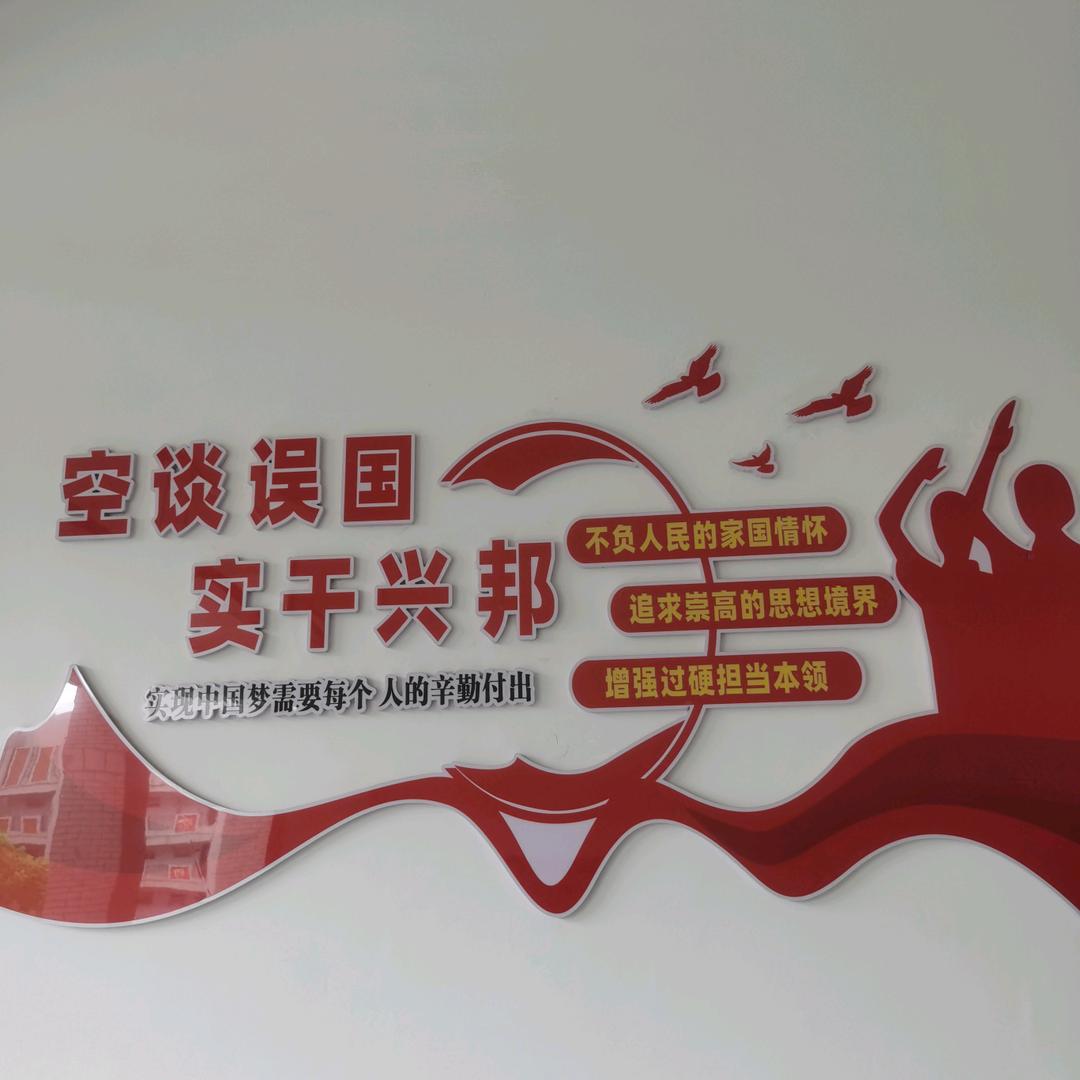 空谈误国
实干兴邦
实现中国梦需要每个人的辛勤付出
不负人民的家国情怀
追求崇高的思想境界
增强过硬担当本领